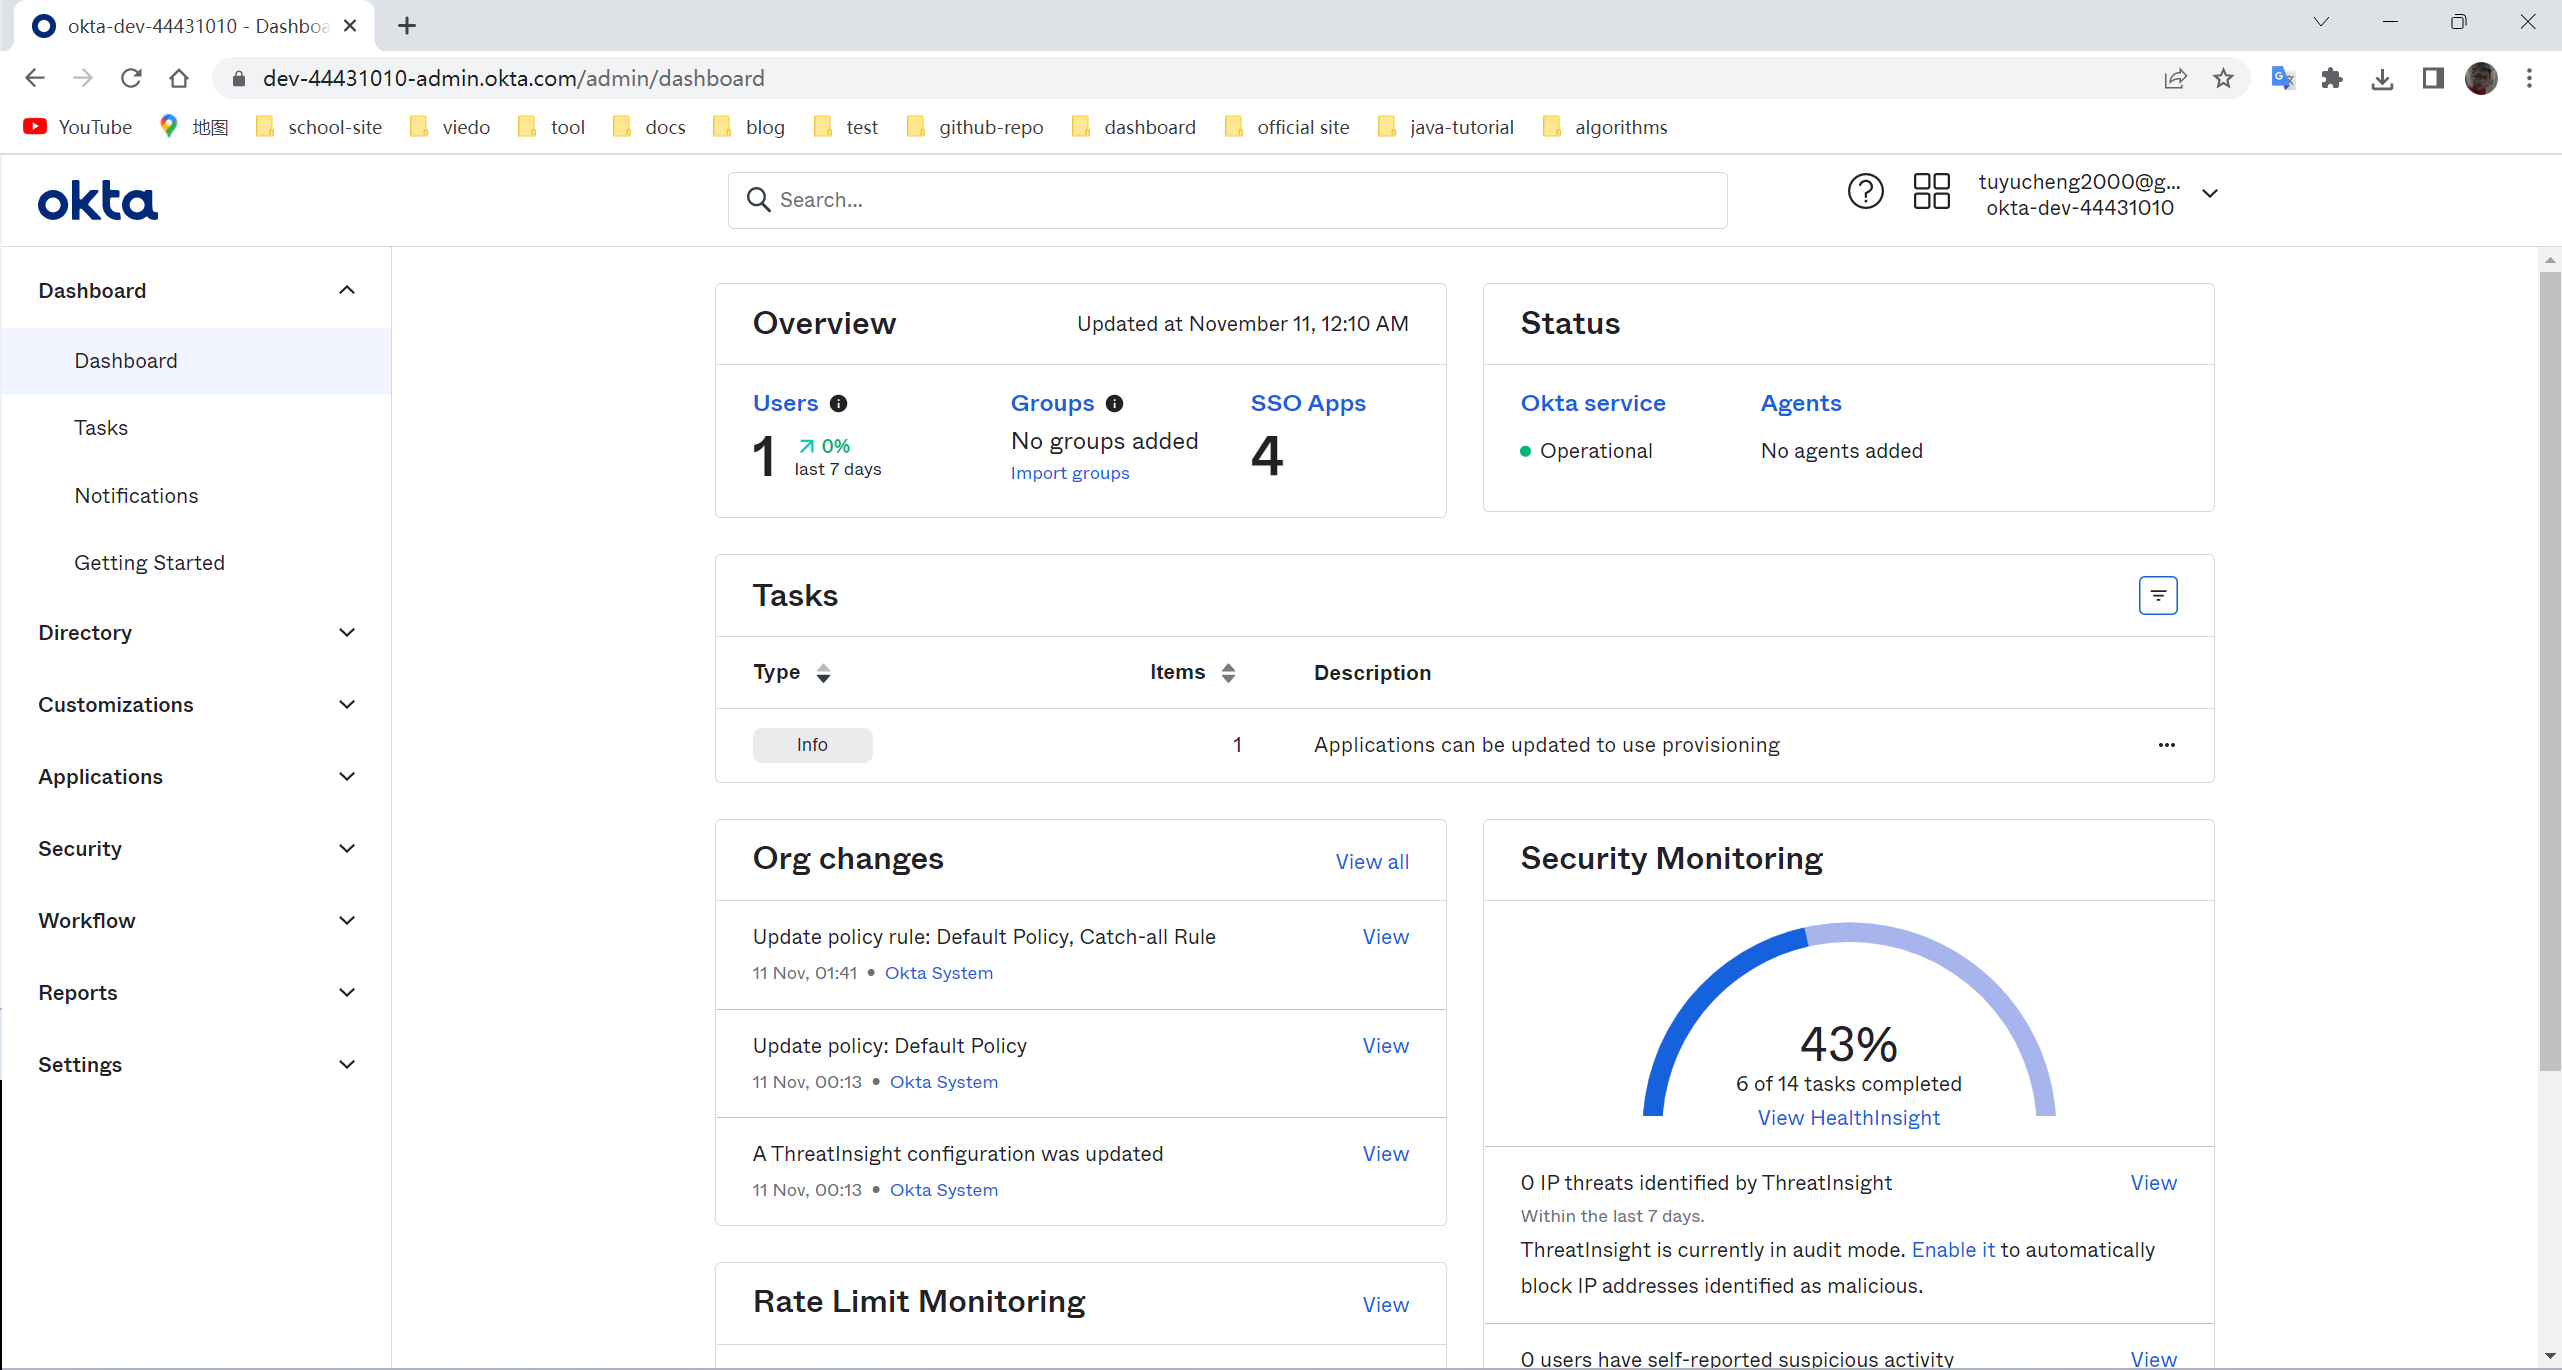 okta-dev-44431010 - Dashboa
dev-44431010-admin.okta.com/admin/dashboard
YouTube
地图
school-site
viedo
tool
docs
blog
test
github-repo
dashboard
official site
java-tutorial
algorithms
okta
Search...
tuyucheng2000@g...
okta-dev-44431010
Dashboard
Dashboard
Tasks
Notifications
Getting Started
Directory
Customizations
Applications
Security
Workflow
Reports
Settings
Overview
Updated at November 11, 12:10 AM
Users
1
0%
last 7 days
Groups
No groups added
Import groups
SSO Apps
4
Status
Okta service
Operational
Agents
No agents added
Tasks
Type
Items
Description
Info
1
Applications can be updated to use provisioning
Org changes
View all
Update policy rule: Default Policy, Catch-all Rule
View
11 Nov, 01:41 • Okta System
Update policy: Default Policy
View
11 Nov, 00:13 • Okta System
A ThreatInsight configuration was updated
View
11 Nov, 00:13 • Okta System
Rate Limit Monitoring
View
Security Monitoring
43%
6 of 14 tasks completed
View HealthInsight
0 IP threats identified by ThreatInsight
View
Within the last 7 days.
ThreatInsight is currently in audit mode. Enable it to automatically
block IP addresses identified as malicious.
0 users have self-reported suspicious activity
View